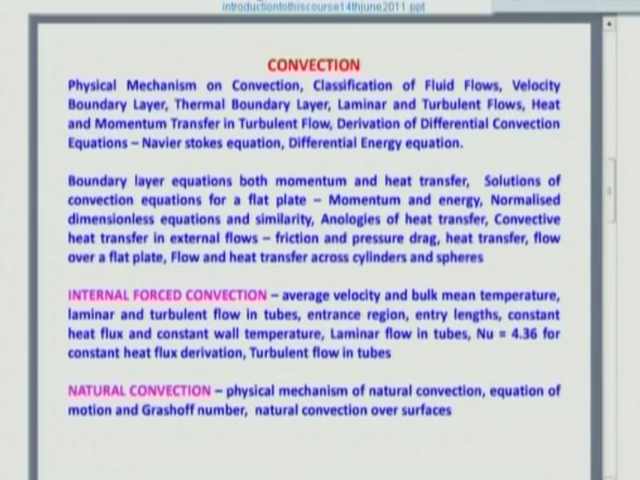 introductiontothiscourse14thjune2011.ppt
CONVECTION
Physical Mechanism on Convection, Classification of Fluid Flows, Velocity
Boundary Layer, Thermal Boundary Layer, Laminar and Turbulent Flows, Heat
and Momentum Transfer in Turbulent Flow, Derivation of Differential Convection
Equations – Navier stokes equation, Differential Energy equation.
Boundary layer equations both momentum and heat transfer, Solutions of
convection equations for a flat plate – Momentum and energy, Normalised
dimensionless equations and similarity, Anologies of heat transfer, Convective
heat transfer in external flows – friction and pressure drag, heat transfer, flow
over a flat plate, Flow and heat transfer across cylinders and spheres
INTERNAL FORCED CONVECTION – average velocity and bulk mean temperature,
laminar and turbulent flow in tubes, entrance region, entry lengths, constant
heat flux and constant wall temperature, Laminar flow in tubes, Nu = 4.36 for
constant heat flux derivation, Turbulent flow in tubes
NATURAL CONVECTION – physical mechanism of natural convection, equation of
motion and Grashoff number, natural convection over surfaces